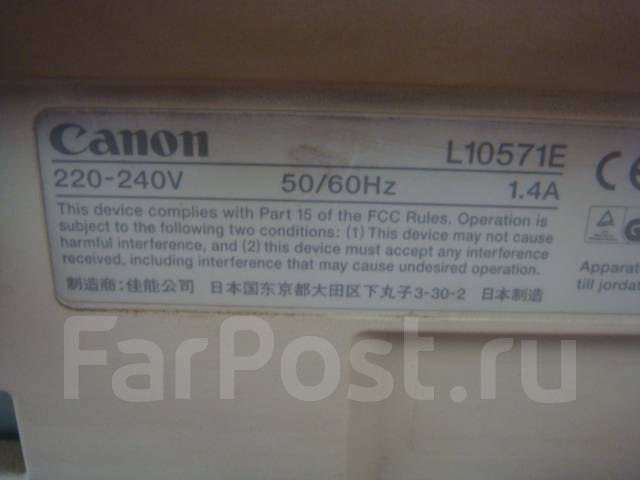 Canon L10571E
220-240V 50/60Hz 1.4A
This device complies with Part 15 of the FCC Rules. Operation is
subject to the following two conditions: (1) This device may not cause
harmful interference, and (2) this device must accept any interference
received, including interference that may cause undesired operation.
制造商:佳能公司 日本国东京都大田区下丸子3-30-2 日本制造
CE
Apparat
till jordat
FarPost.ru